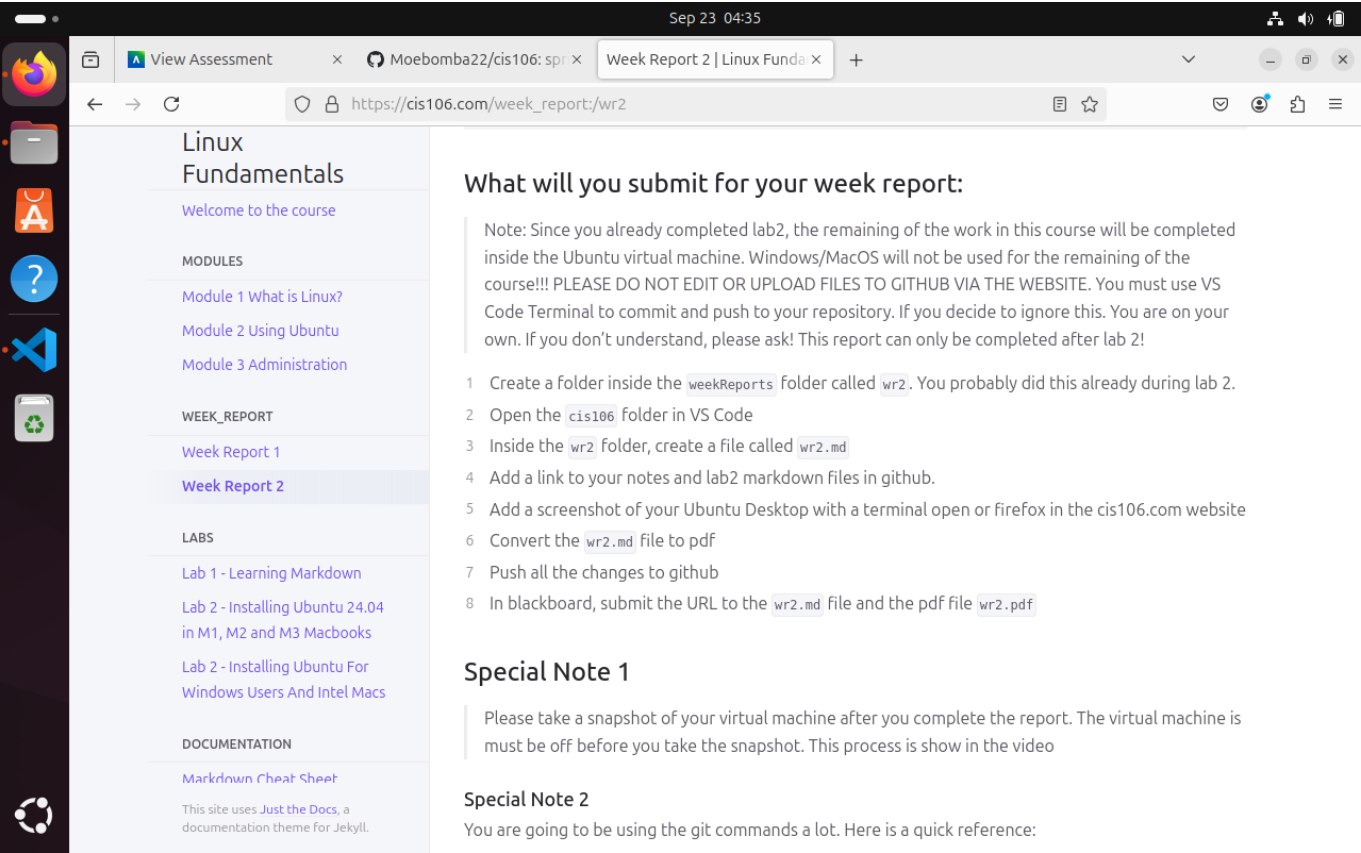 Sep 23 04:35
View Assessment
Moebomba22/cis106: spr
Week Report 2 | Linux Funda
https://cis106.com/week_report:/wr2
Linux
Fundamentals
Welcome to the course
MODULES
Module 1 What is Linux?
Module 2 Using Ubuntu
Module 3 Administration
WEEK_REPORT
Week Report 1
Week Report 2
LABS
Lab 1 - Learning Markdown
Lab 2 - Installing Ubuntu 24.04
in M1, M2 and M3 Macbooks
Lab 2 - Installing Ubuntu For
Windows Users And Intel Macs
DOCUMENTATION
Markdown Cheat Sheet
This site uses Just the Docs, a
documentation theme for Jekyll.
What will you submit for your week report:
Note: Since you already completed lab2, the remaining of the work in this course will be completed
inside the Ubuntu virtual machine. Windows/MacOS will not be used for the remaining of the
course!!! PLEASE DO NOT EDIT OR UPLOAD FILES TO GITHUB VIA THE WEBSITE. You must use VS
Code Terminal to commit and push to your repository. If you decide to ignore this. You are on your
own. If you don’t understand, please ask! This report can only be completed after lab 2!
1 Create a folder inside the weekReports folder called wr2. You probably did this already during lab 2.
2 Open the cis106 folder in VS Code
3 Inside the wr2 folder, create a file called wr2.md
4 Add a link to your notes and lab2 markdown files in github.
5 Add a screenshot of your Ubuntu Desktop with a terminal open or firefox in the cis106.com website
6 Convert the wr2.md file to pdf
7 Push all the changes to github
8 In blackboard, submit the URL to the wr2.md file and the pdf file wr2.pdf
Special Note 1
Please take a snapshot of your virtual machine after you complete the report. The virtual machine is
must be off before you take the snapshot. This process is show in the video
Special Note 2
You are going to be using the git commands a lot. Here is a quick reference: